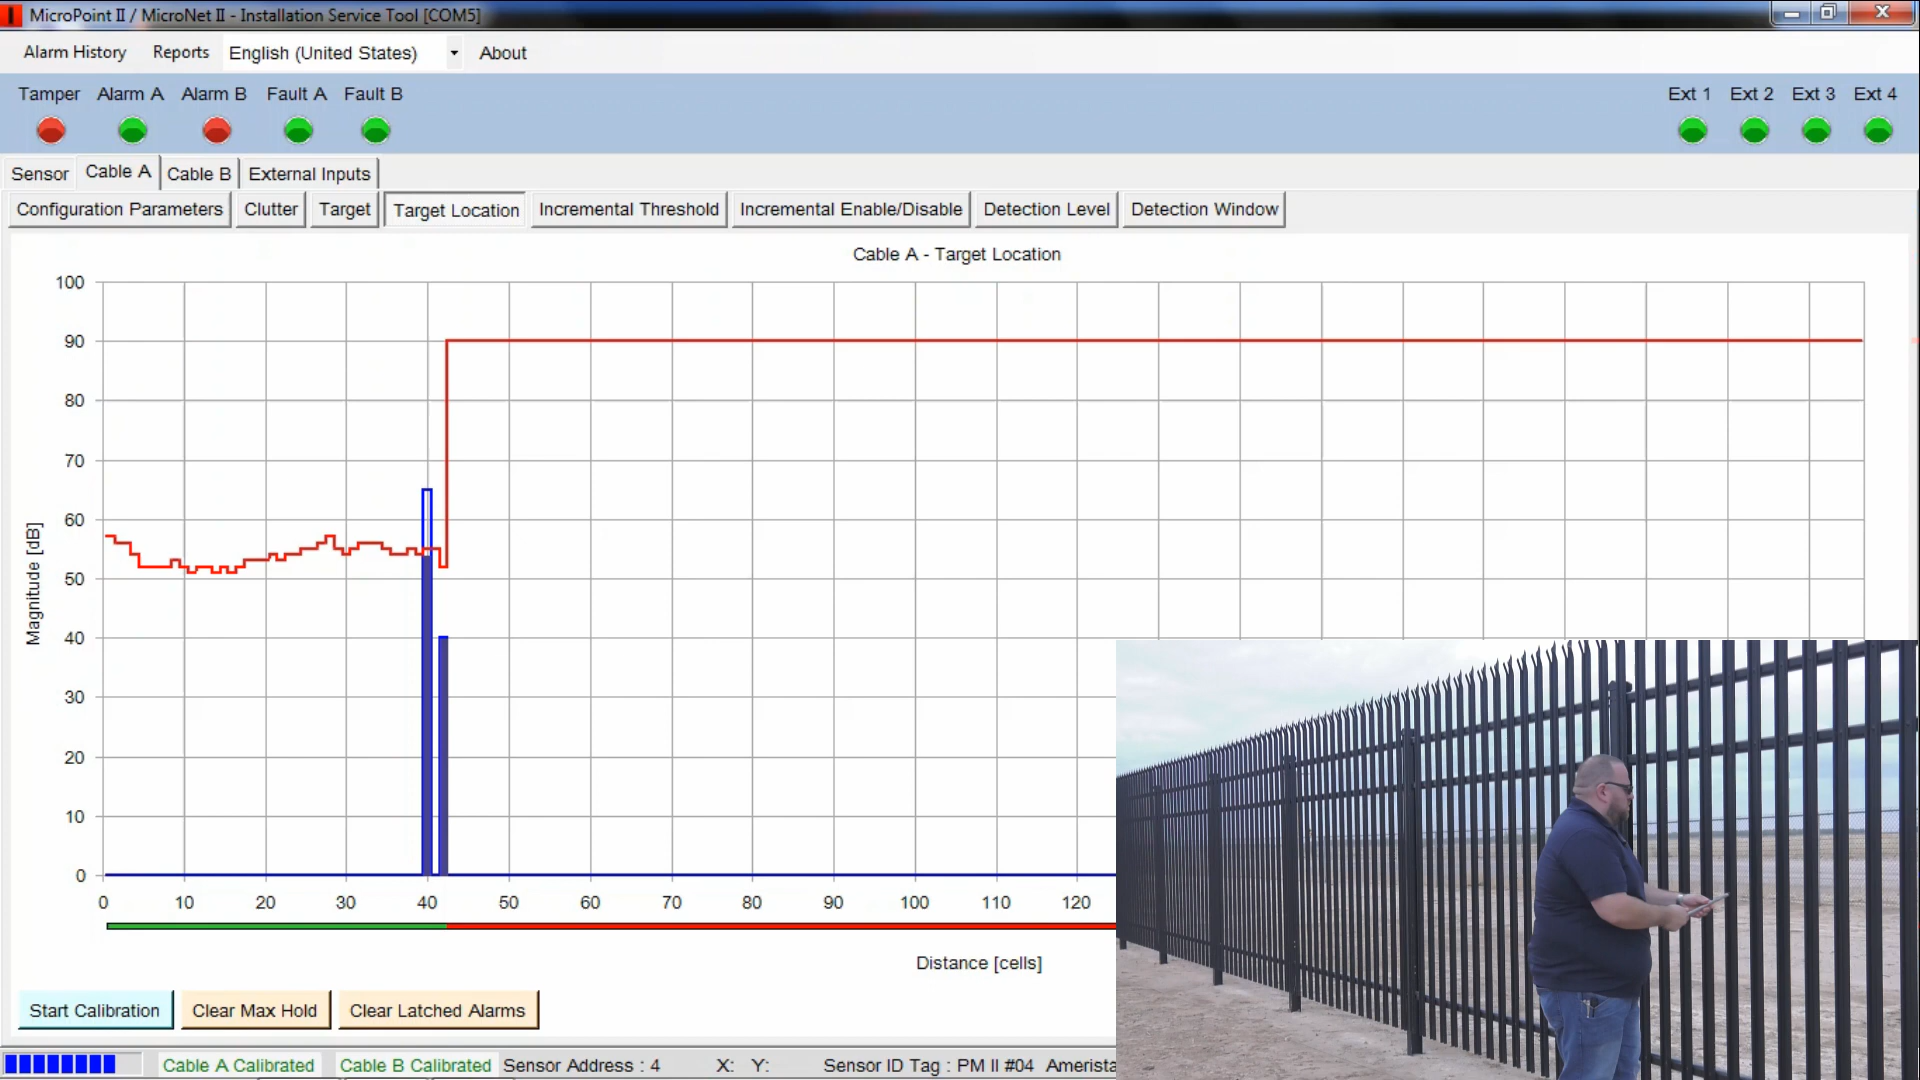 MicroPoint II / MicroNet II - Installation Service Tool [COM5]
Alarm History Reports English (United States) About
Tamper Alarm A Alarm B Fault A Fault B Ext 1 Ext 2 Ext 3 Ext 4
Sensor Cable A Cable B External Inputs
Configuration Parameters Clutter Target Target Location Incremental Threshold Incremental Enable/Disable Detection Level Detection Window
Cable A - Target Location
100
90
80
70
60
50
40
30
20
10
0
Magnitude [dB]
0 10 20 30 40 50 60 70 80 90 100 110 120
Distance [cells]
Start Calibration Clear Max Hold Clear Latched Alarms
Cable A Calibrated Cable B Calibrated Sensor Address : 4 X: Y: Sensor ID Tag : PM II #04 Amerista